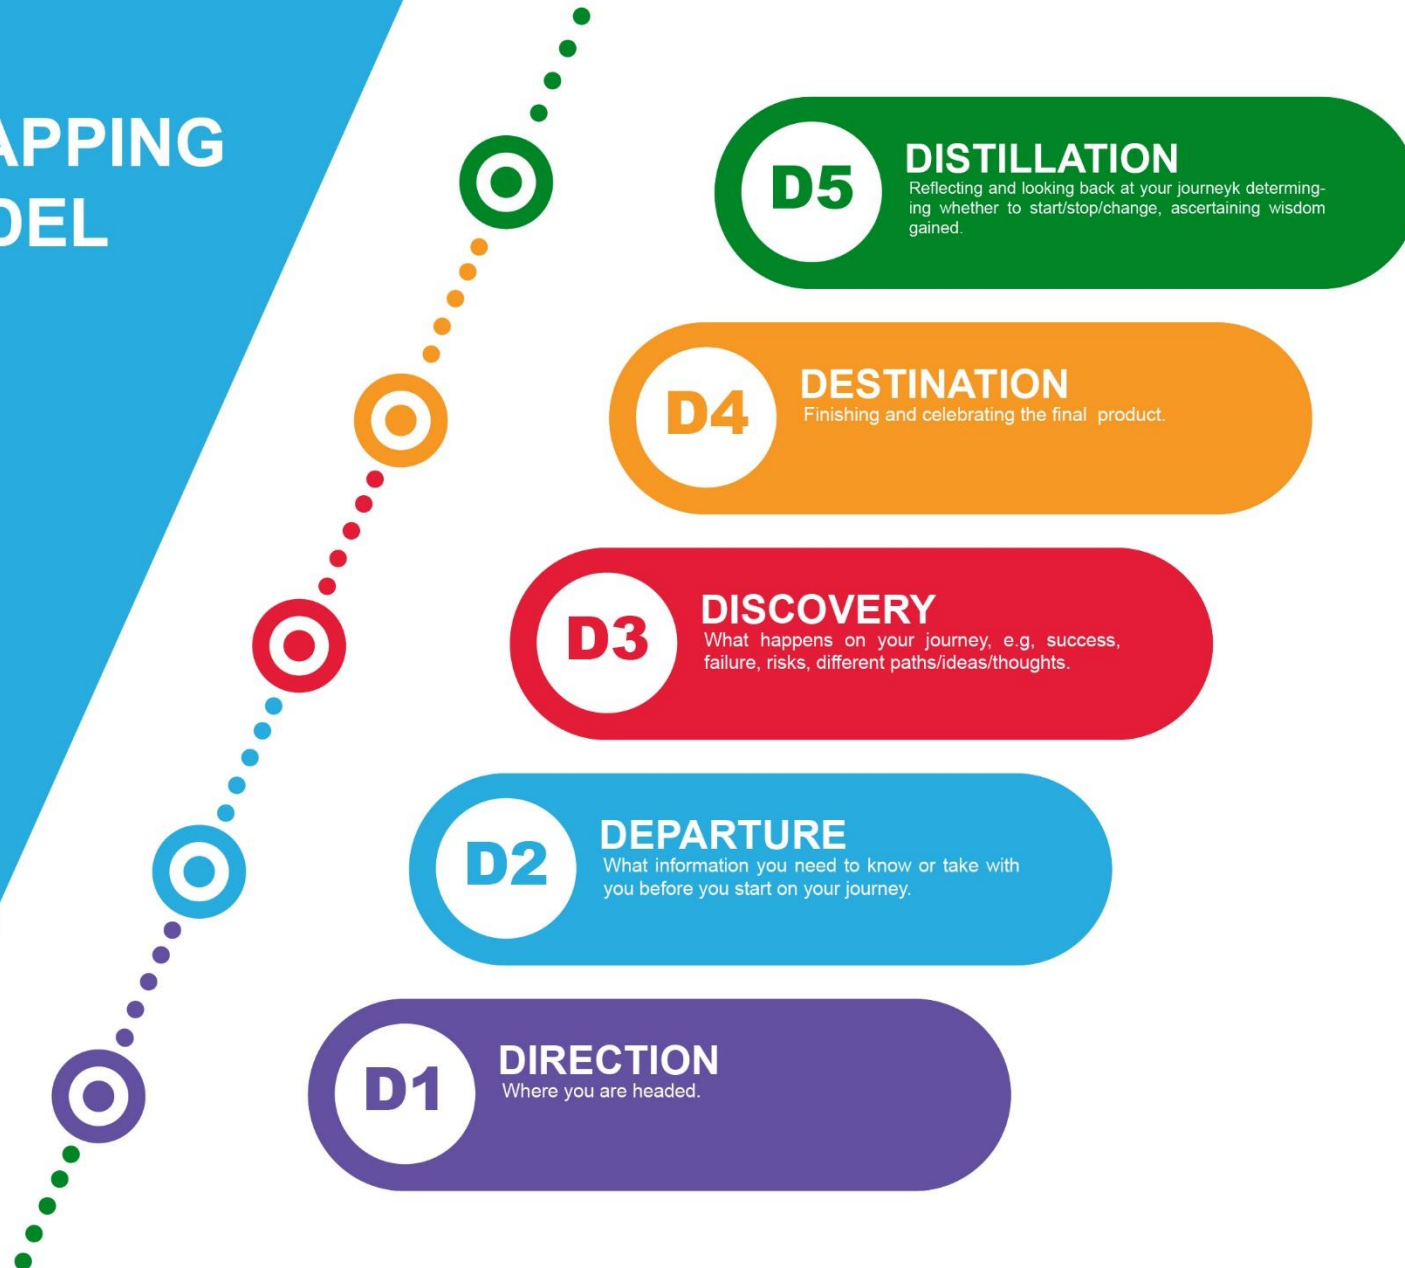 APPING
DEL
D5
DISTILLATION
Reflecting and looking back at your journeyk determing-
ing whether to start/stop/change, ascertaining wisdom
gained.
D4
DESTINATION
Finishing and celebrating the final product.
D3
DISCOVERY
What happens on your journey, e.g, success,
failure, risks, different paths/ideas/thoughts.
D2
DEPARTURE
What information you need to know or take with
you before you start on your journey.
D1
DIRECTION
Where you are headed.